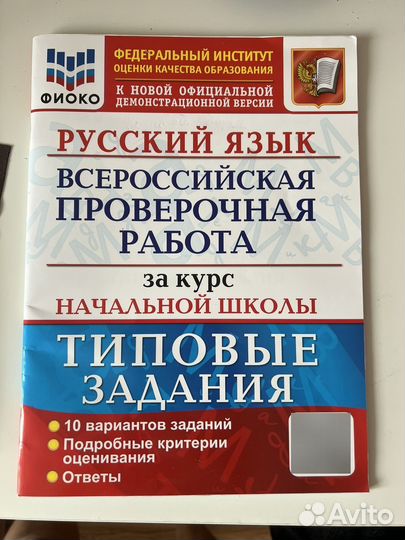 ФИОКО
ФЕДЕРАЛЬНЫЙ ИНСТИТУТ
ОЦЕНКИ КАЧЕСТВА ОБРАЗОВАНИЯ
К НОВОЙ ОФИЦИАЛЬНОЙ
ДЕМОНСТРАЦИОННОЙ ВЕРСИИ
РУССКИЙ ЯЗЫК
ВСЕРОССИЙСКАЯ
ПРОВЕРОЧНАЯ
РАБОТА
за курс
НАЧАЛЬНОЙ ШКОЛЫ
ТИПОВЫЕ
ЗАДАНИЯ
• 10 вариантов заданий
• Подробные критерии
оценивания
• Ответы
Avito